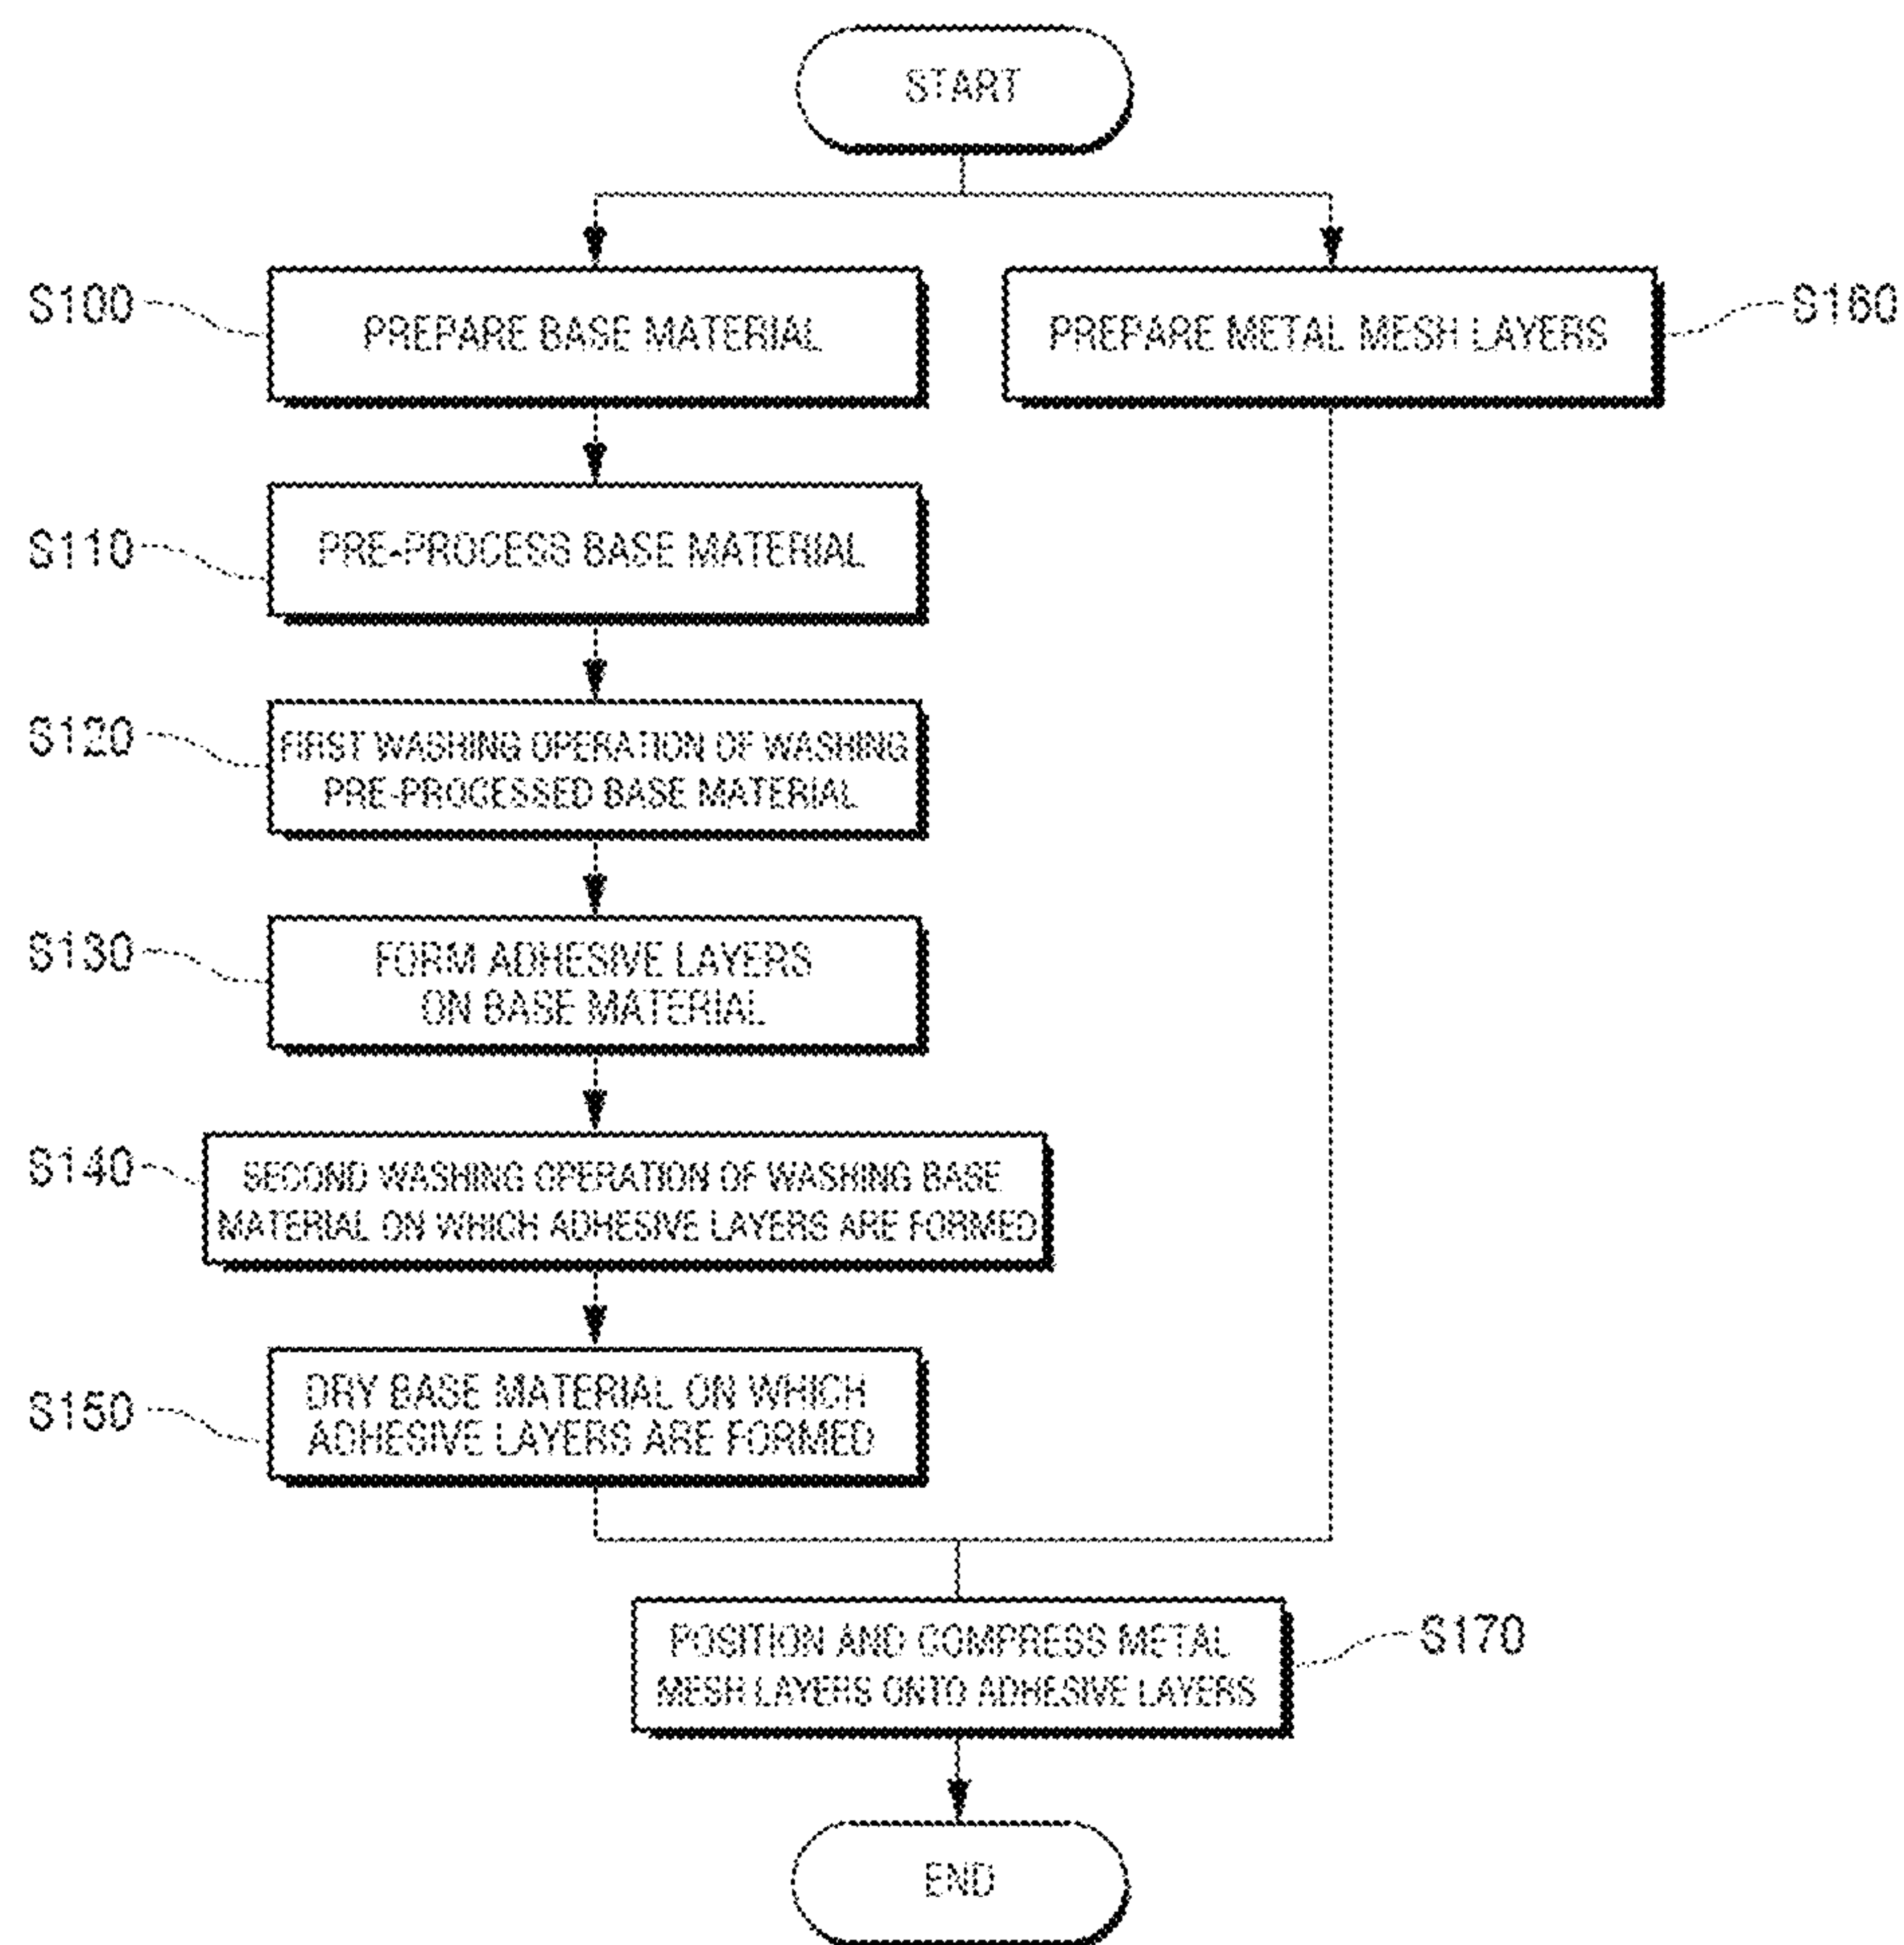 START
S100
PREPARE BASE MATERIAL
PREPARE METAL MESH LAYERS
S160
S110
PRE-PROCESS BASE MATERIAL
S120
FIRST WASHING OPERATION OF WASHING
PRE-PROCESSED BASE MATERIAL
S130
FORM ADHESIVE LAYERS
ON BASE MATERIAL
S140
SECOND WASHING OPERATION OF WASHING BASE
MATERIAL ON WHICH ADHESIVE LAYERS ARE FORMED
S150
DRY BASE MATERIAL ON WHICH
ADHESIVE LAYERS ARE FORMED
POSITION AND COMPRESS METAL
MESH LAYERS ONTO ADHESIVE LAYERS
S170
END